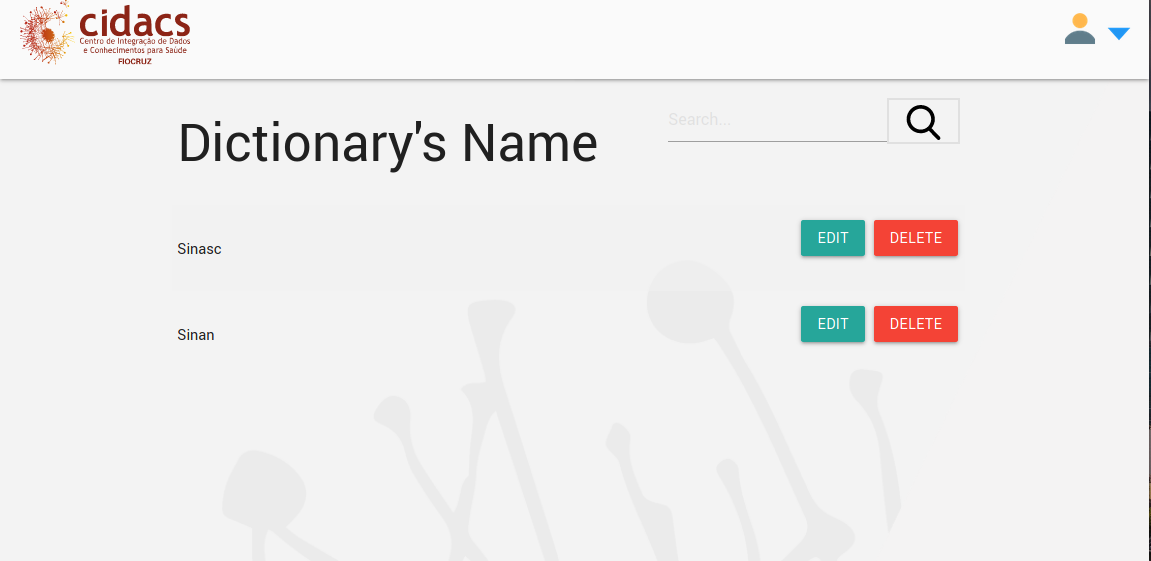 cidacs
Centro de Integração de Dados
e Conhecimentos para Saúde
FIOCRUZ
Search...
Dictionary's Name
Sinasc
EDIT
DELETE
Sinan
EDIT
DELETE